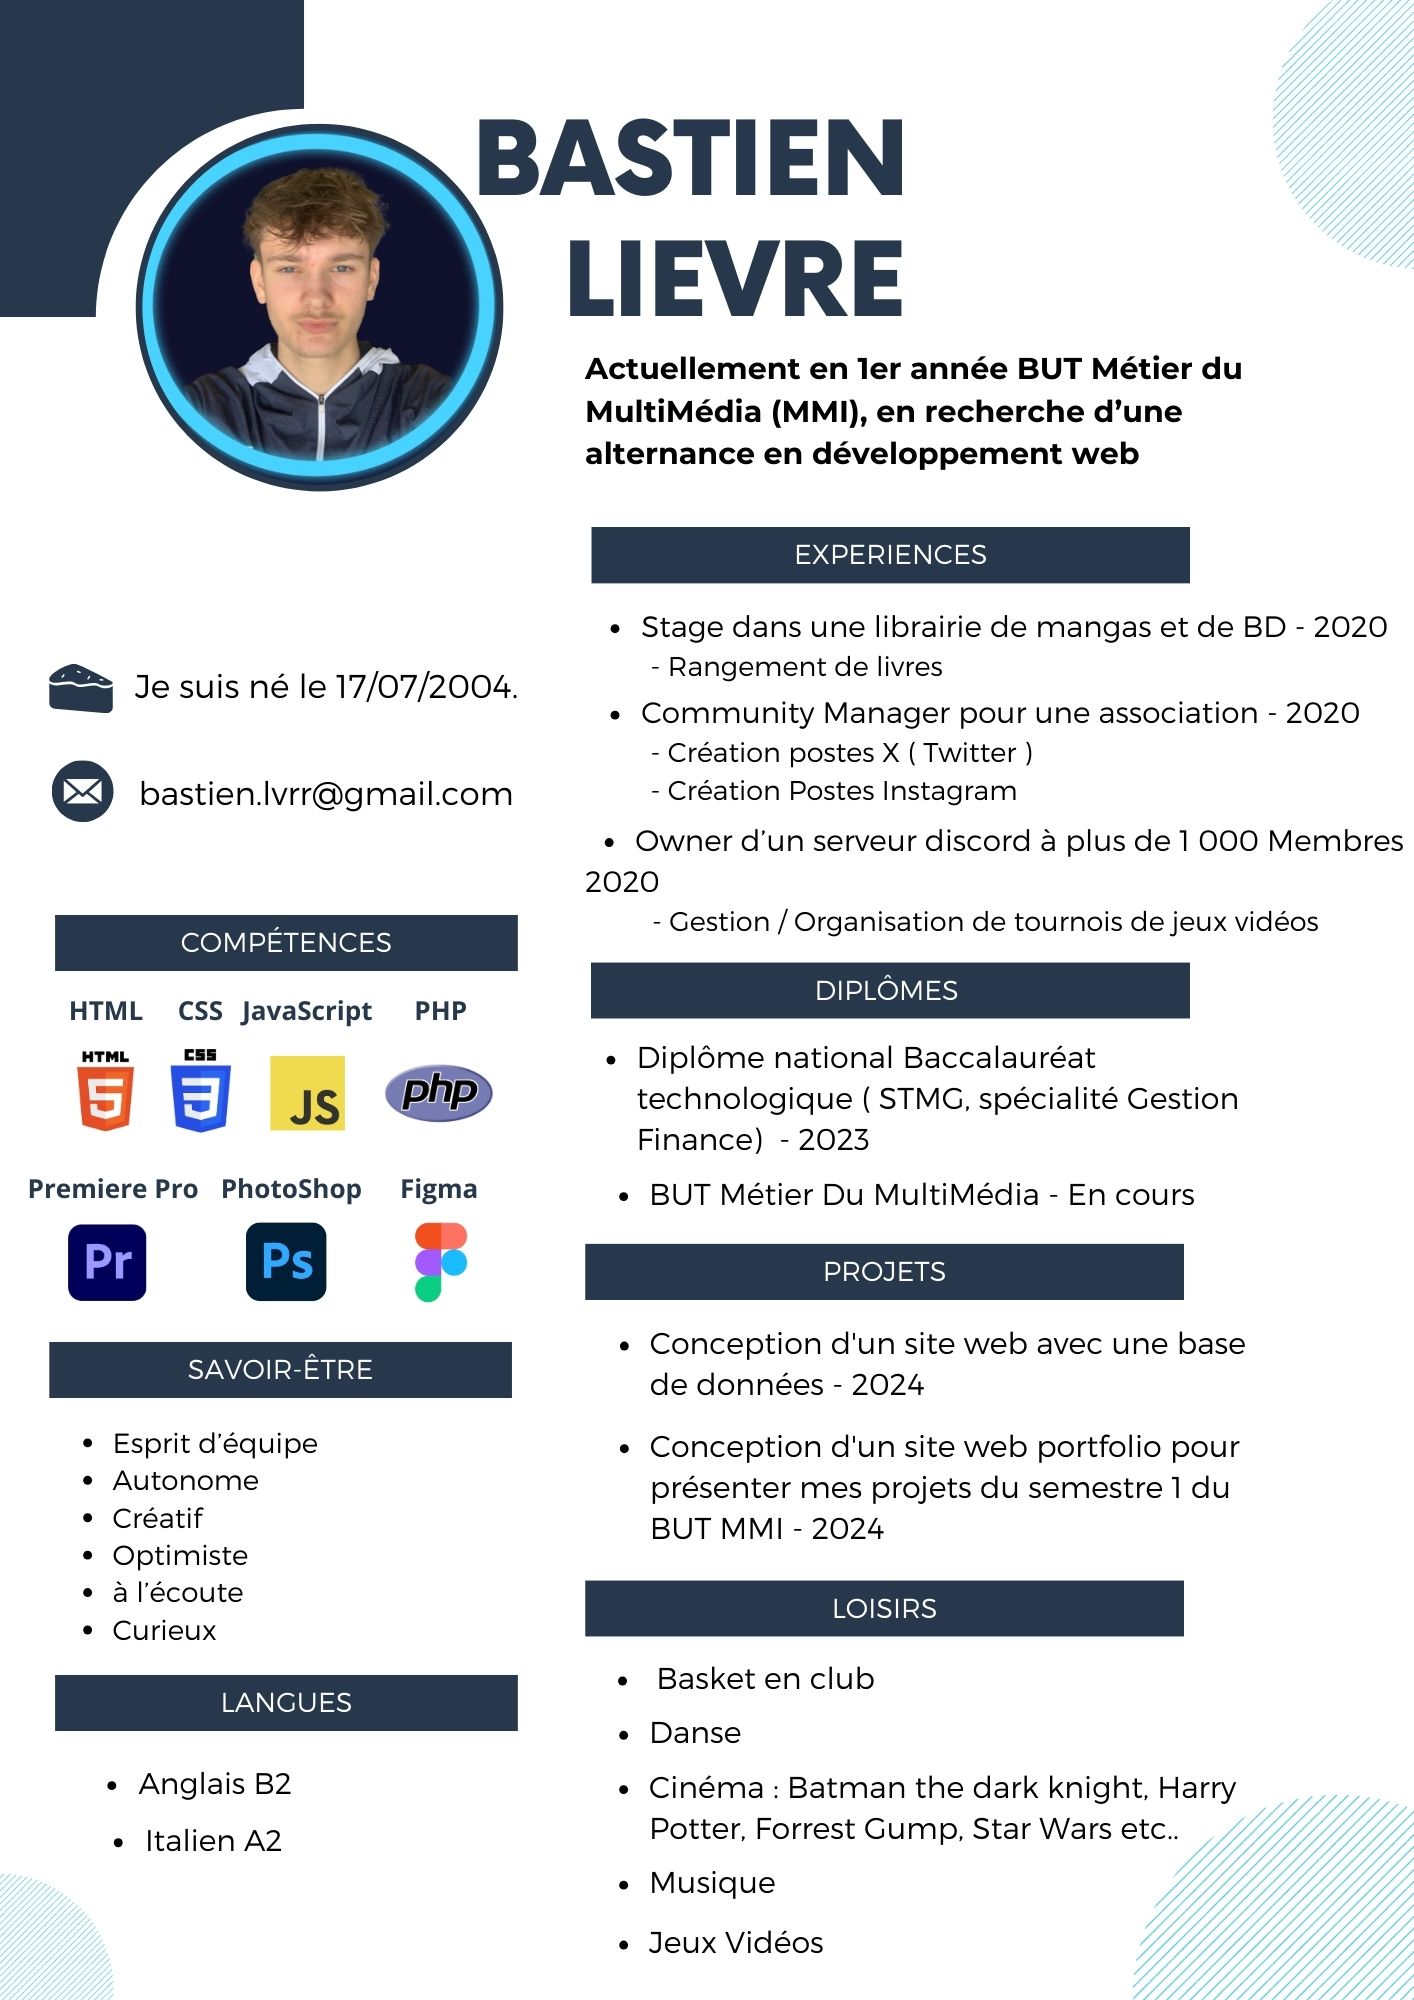 BASTIEN
LIEVRE
Actuellement en 1er année BUT Métier du
MultiMédia (MMI), en recherche d’une
alternance en développement web
Je suis né le 17/07/2004.
bastien.lvrr@gmail.com
COMPÉTENCES
HTML CSS JavaScript PHP
HTML
5
CSS
3
JS
php
Premiere Pro PhotoShop Figma
Pr
Ps
SAVOIR-ÊTRE
• Esprit d’équipe
• Autonome
• Créatif
• Optimiste
• à l’écoute
• Curieux
LANGUES
• Anglais B2
• Italien A2
EXPERIENCES
• Stage dans une librairie de mangas et de BD - 2020
- Rangement de livres
• Community Manager pour une association - 2020
- Création postes X ( Twitter )
- Création Postes Instagram
• Owner d’un serveur discord à plus de 1 000 Membres
2020
- Gestion / Organisation de tournois de jeux vidéos
DIPLÔMES
• Diplôme national Baccalauréat
technologique ( STMG, spécialité Gestion
Finance) - 2023
• BUT Métier Du MultiMédia - En cours
PROJETS
• Conception d'un site web avec une base
de données - 2024
• Conception d'un site web portfolio pour
présenter mes projets du semestre 1 du
BUT MMI - 2024
LOISIRS
• Basket en club
• Danse
• Cinéma : Batman the dark knight, Harry
Potter, Forrest Gump, Star Wars etc..
• Musique
• Jeux Vidéos